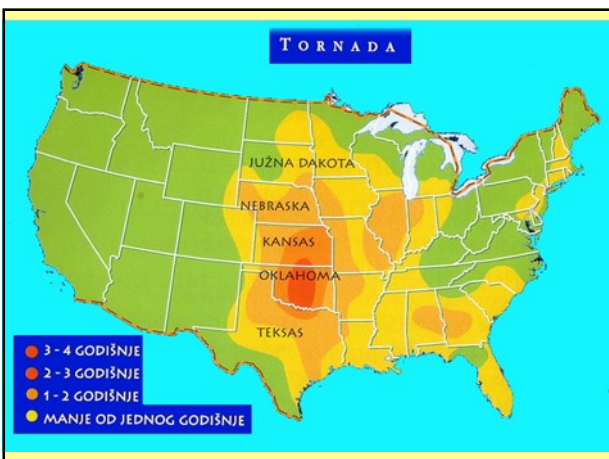 TORNADA
JUŽNA DAKOTA
NEBRASKA
KANSAS
OKLAHOMA
TEKSAS
3 - 4 GODIŠNJE
2 - 3 GODIŠNJE
1 - 2 GODIŠNJE
MANJE OD JEDNOG GODIŠNJE